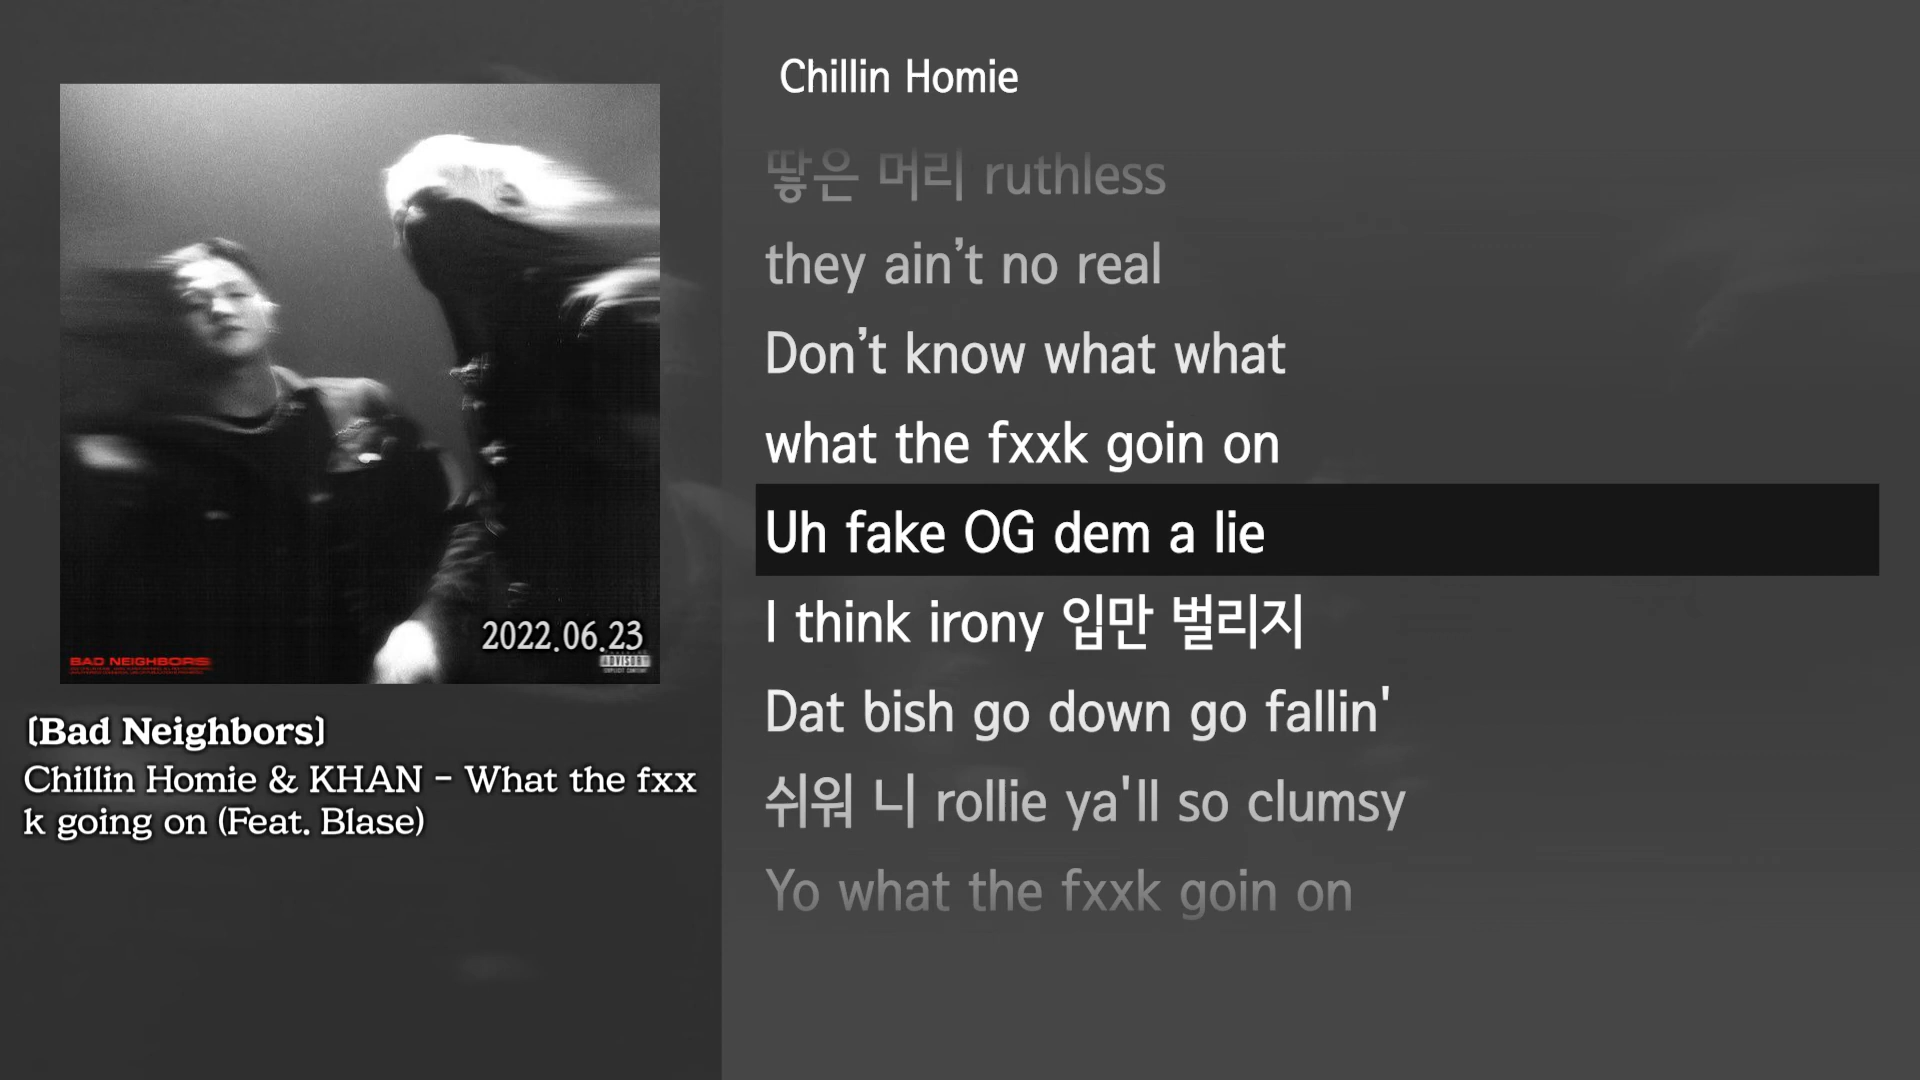 Chillin Homie
땋은 머리 ruthless
they ain’t no real
Don’t know what what
what the fxxk goin on
Uh fake OG dem a lie
I think irony 입만 벌리지
Dat bish go down go fallin'
쉬워 니 rollie ya'll so clumsy
Yo what the fxxk goin on
2022.06.23
BAD NEIGHBORS
ADVISORY
EXPLICIT CONTENT
[Bad Neighbors]
Chillin Homie & KHAN - What the fxx
k going on (Feat. Blase)